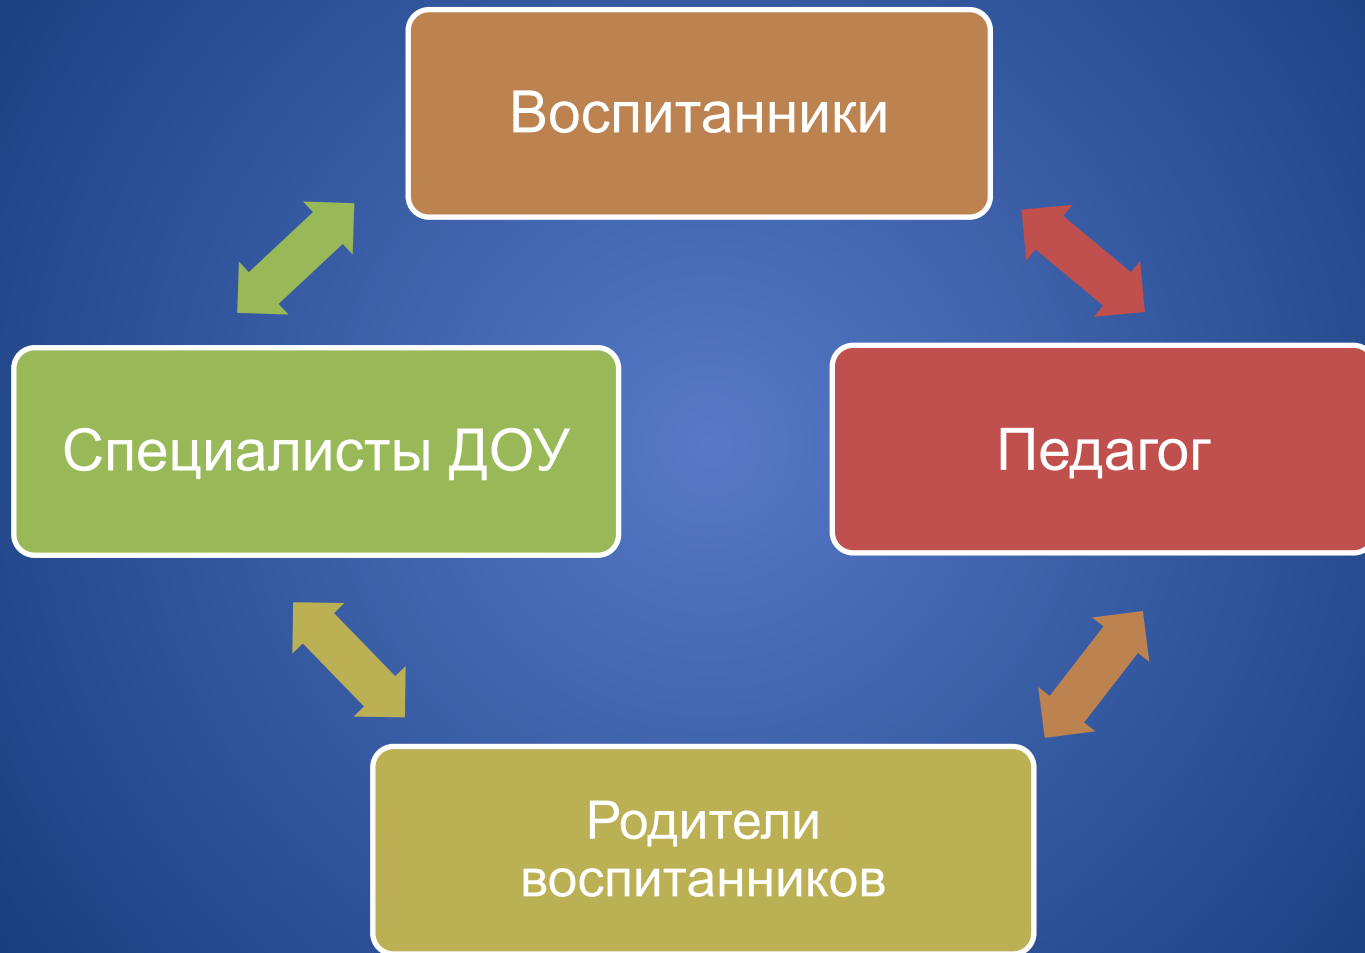 Воспитанники
Специалисты ДОУ
Педагог
Родители
воспитанников